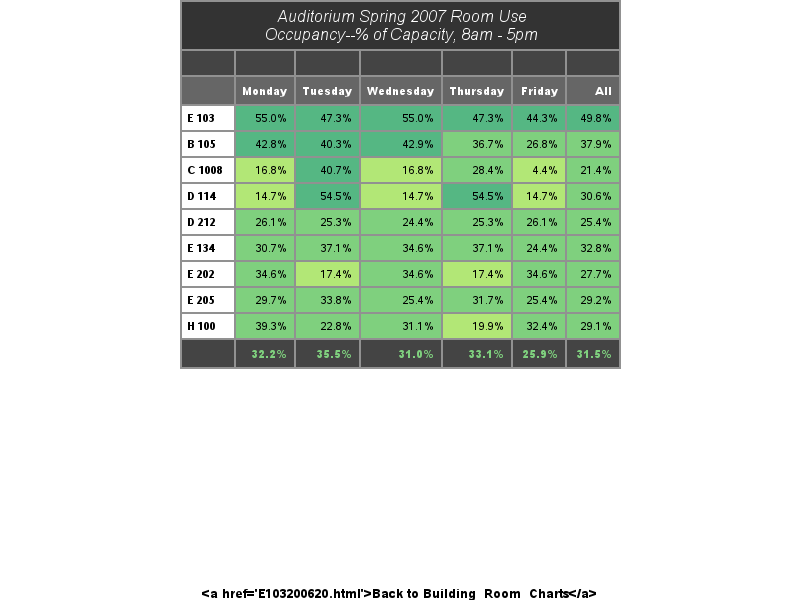 Auditorium Spring 2007 Room Use
Occupancy--% of Capacity, 8am - 5pm
Monday Tuesday Wednesday Thursday Friday All
E 103 55.0% 47.3% 55.0% 47.3% 44.3% 49.8%
B 105 42.8% 40.3% 42.9% 36.7% 26.8% 37.9%
C 1008 16.8% 40.7% 16.8% 28.4% 4.4% 21.4%
D 114 14.7% 54.5% 14.7% 54.5% 14.7% 30.6%
D 212 26.1% 25.3% 24.4% 25.3% 26.1% 25.4%
E 134 30.7% 37.1% 34.6% 37.1% 24.4% 32.8%
E 202 34.6% 17.4% 34.6% 17.4% 34.6% 27.7%
E 205 29.7% 33.8% 25.4% 31.7% 25.4% 29.2%
H 100 39.3% 22.8% 31.1% 19.9% 32.4% 29.1%
32.2% 35.5% 31.0% 33.1% 25.9% 31.5%
<a href='E103200620.html'>Back to Building_Room_Charts</a>